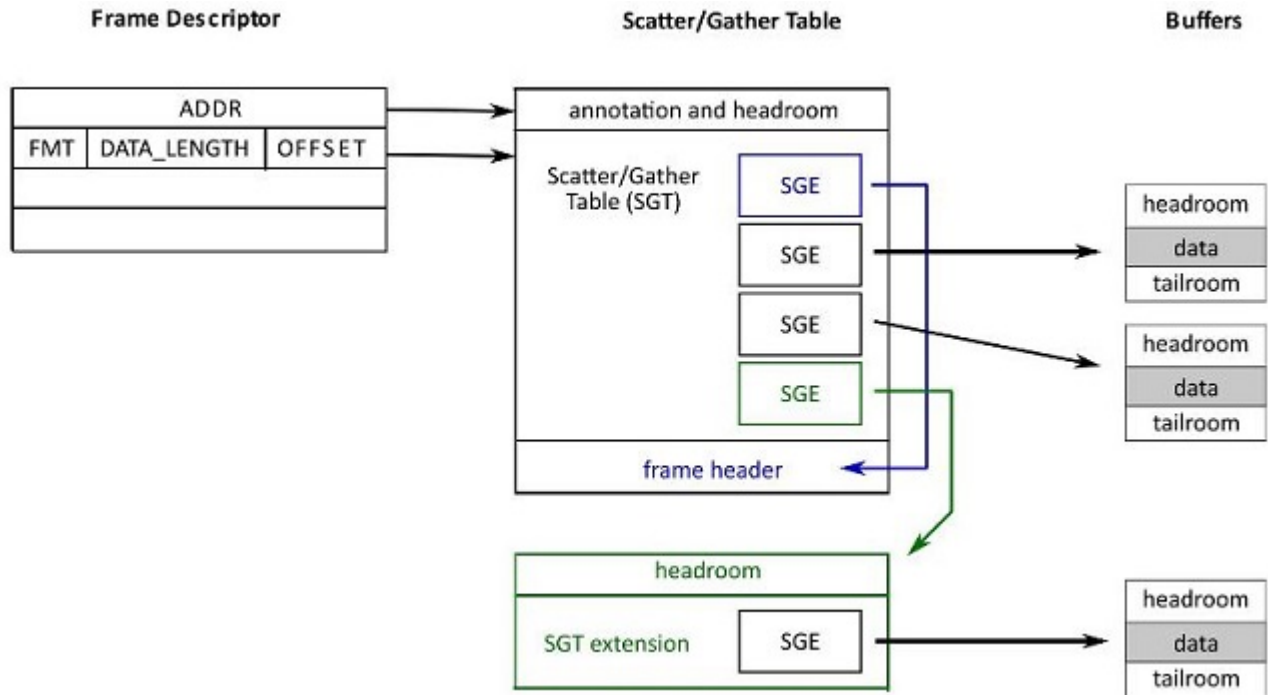 Frame Descriptor
Scatter/Gather Table
Buffers
ADDR
FMT
DATA_LENGTH
OFFSET
annotation and headroom
Scatter/Gather
Table (SGT)
SGE
SGE
SGE
SGE
frame header
headroom
data
tailroom
headroom
data
tailroom
headroom
SGT extension
SGE
headroom
data
tailroom